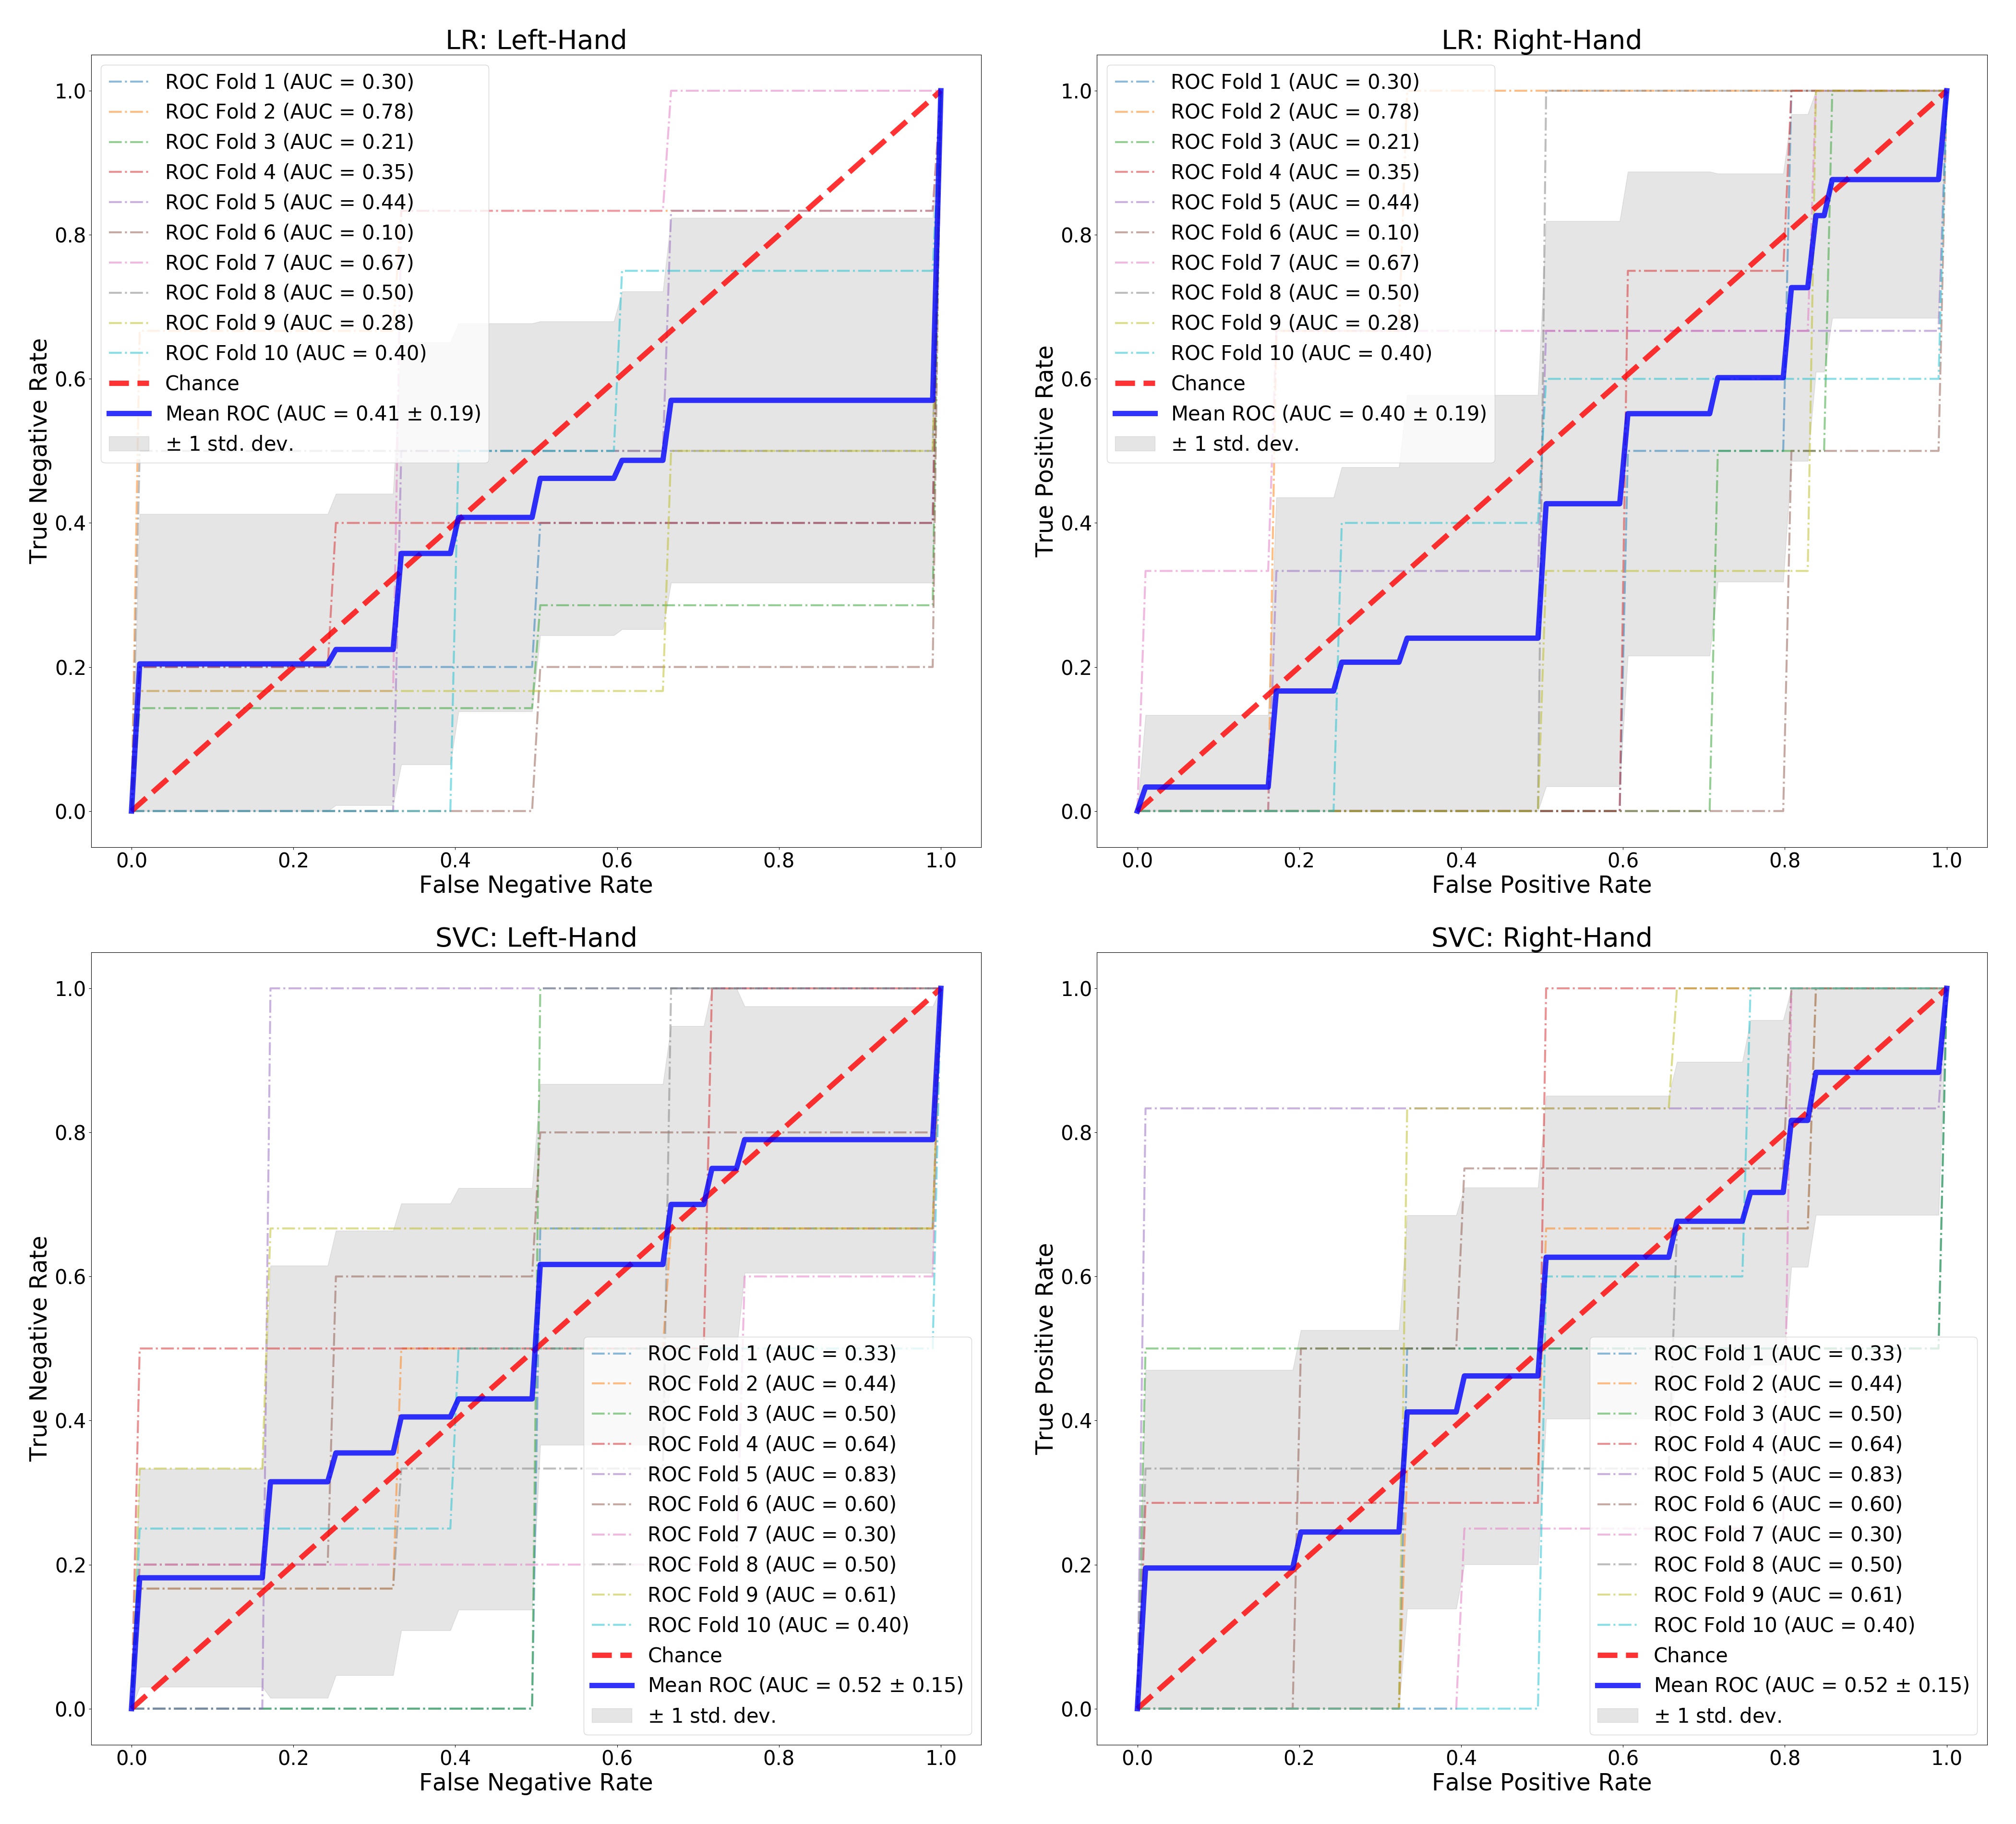 LR: Left-Hand
True Negative Rate
1.0
0.8
0.6
0.4
0.2
0.0
ROC Fold 1 (AUC = 0.30)
ROC Fold 2 (AUC = 0.78)
ROC Fold 3 (AUC = 0.21)
ROC Fold 4 (AUC = 0.35)
ROC Fold 5 (AUC = 0.44)
ROC Fold 6 (AUC = 0.10)
ROC Fold 7 (AUC = 0.67)
ROC Fold 8 (AUC = 0.50)
ROC Fold 9 (AUC = 0.28)
ROC Fold 10 (AUC = 0.40)
Chance
Mean ROC (AUC = 0.41 ± 0.19)
± 1 std. dev.
0.0 0.2 0.4 0.6 0.8 1.0
False Negative Rate
LR: Right-Hand
True Positive Rate
1.0
0.8
0.6
0.4
0.2
0.0
ROC Fold 1 (AUC = 0.30)
ROC Fold 2 (AUC = 0.78)
ROC Fold 3 (AUC = 0.21)
ROC Fold 4 (AUC = 0.35)
ROC Fold 5 (AUC = 0.44)
ROC Fold 6 (AUC = 0.10)
ROC Fold 7 (AUC = 0.67)
ROC Fold 8 (AUC = 0.50)
ROC Fold 9 (AUC = 0.28)
ROC Fold 10 (AUC = 0.40)
Chance
Mean ROC (AUC = 0.40 ± 0.19)
± 1 std. dev.
0.0 0.2 0.4 0.6 0.8 1.0
False Positive Rate
SVC: Left-Hand
True Negative Rate
1.0
0.8
0.6
0.4
0.2
0.0
ROC Fold 1 (AUC = 0.33)
ROC Fold 2 (AUC = 0.44)
ROC Fold 3 (AUC = 0.50)
ROC Fold 4 (AUC = 0.64)
ROC Fold 5 (AUC = 0.83)
ROC Fold 6 (AUC = 0.60)
ROC Fold 7 (AUC = 0.30)
ROC Fold 8 (AUC = 0.50)
ROC Fold 9 (AUC = 0.61)
ROC Fold 10 (AUC = 0.40)
Chance
Mean ROC (AUC = 0.52 ± 0.15)
± 1 std. dev.
0.0 0.2 0.4 0.6 0.8 1.0
False Negative Rate
SVC: Right-Hand
True Positive Rate
1.0
0.8
0.6
0.4
0.2
0.0
ROC Fold 1 (AUC = 0.33)
ROC Fold 2 (AUC = 0.44)
ROC Fold 3 (AUC = 0.50)
ROC Fold 4 (AUC = 0.64)
ROC Fold 5 (AUC = 0.83)
ROC Fold 6 (AUC = 0.60)
ROC Fold 7 (AUC = 0.30)
ROC Fold 8 (AUC = 0.50)
ROC Fold 9 (AUC = 0.61)
ROC Fold 10 (AUC = 0.40)
Chance
Mean ROC (AUC = 0.52 ± 0.15)
± 1 std. dev.
0.0 0.2 0.4 0.6 0.8 1.0
False Positive Rate